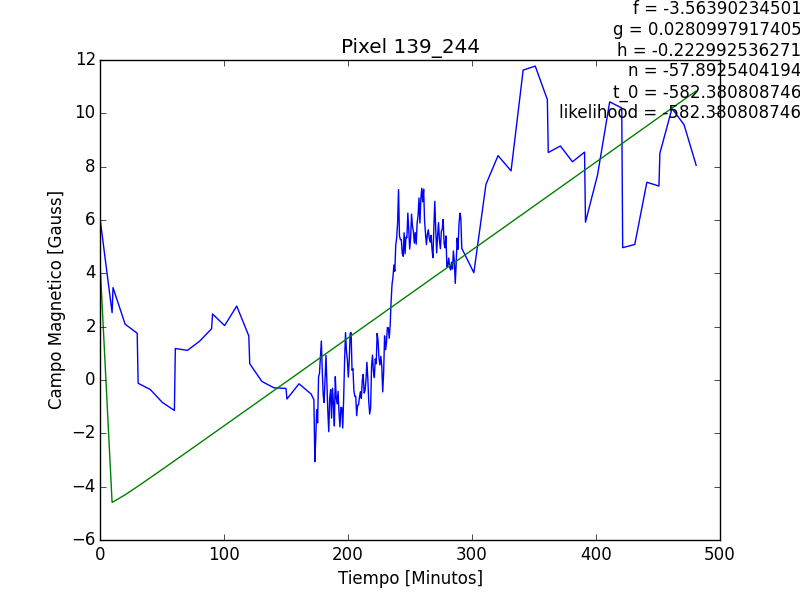 f = -3.56390234501
g = 0.0280997917405
h = -0.222992536271
n = -57.8925404194
t_0 = -582.380808746
likelihood = -582.380808746
Pixel 139_244
12
10
8
6
4
2
0
−2
−4
−6
Campo Magnetico [Gauss]
0 100 200 300 400 500
Tiempo [Minutos]